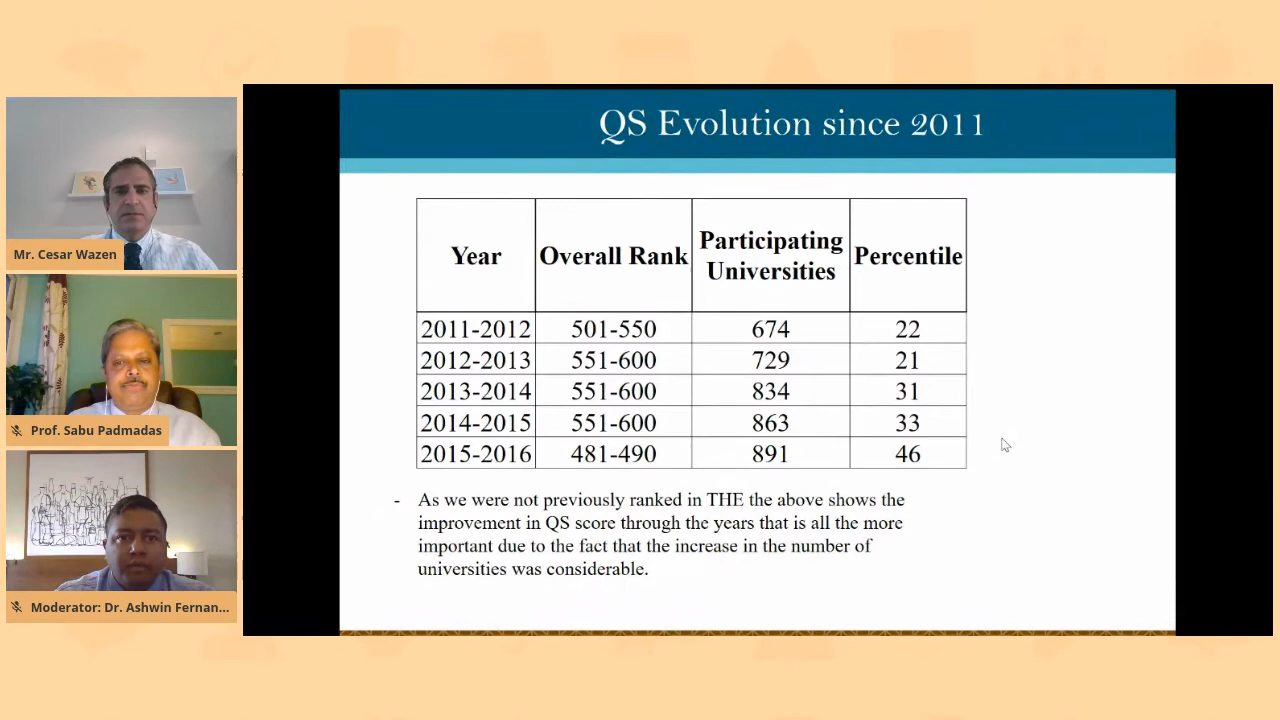 Mr. Cesar Wazen
Prof. Sabu Padmadas
Moderator: Dr. Ashwin Fernan...
QS Evolution since 2011
Year Overall Rank Participating Universities Percentile
2011-2012 501-550 674 22
2012-2013 551-600 729 21
2013-2014 551-600 834 31
2014-2015 551-600 863 33
2015-2016 481-490 891 46
- As we were not previously ranked in THE the above shows the
improvement in QS score through the years that is all the more
important due to the fact that the increase in the number of
universities was considerable.